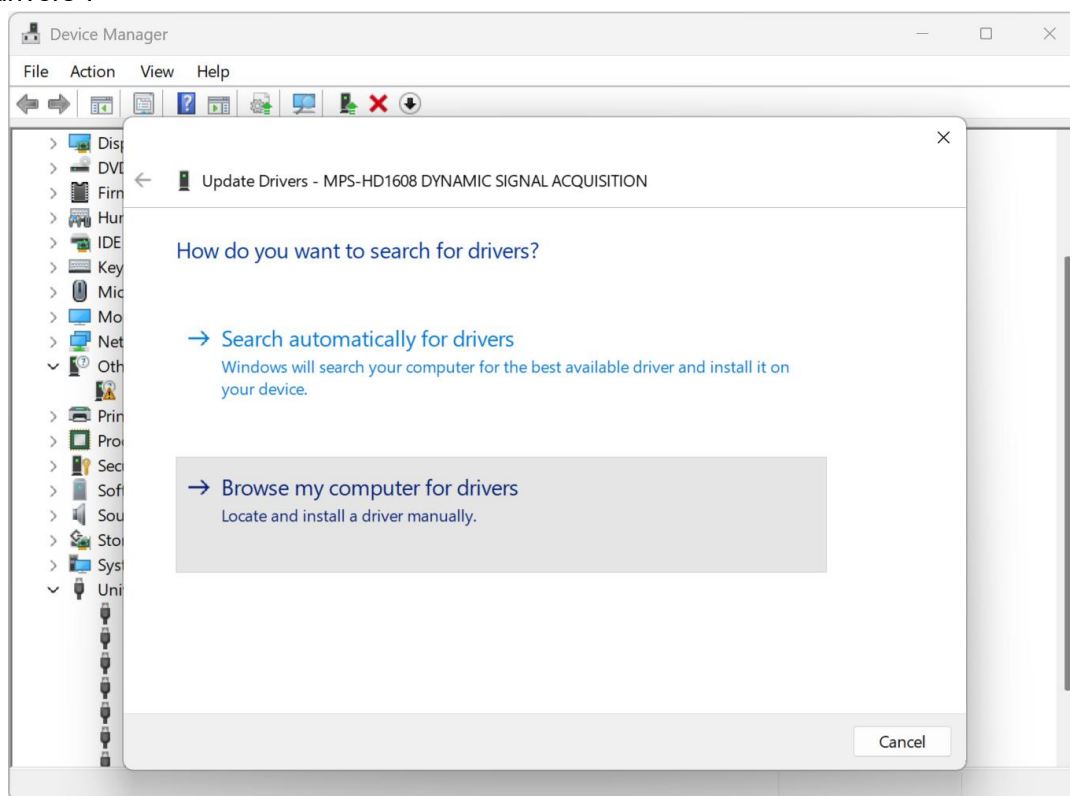 Device Manager
File Action View Help
Disp
DVD
Firm
Hum
IDE
Key
Mic
Mo
Net
Oth
Prin
Pro
Secu
Soft
Sou
Stor
Syst
Uni
Update Drivers - MPS-HD1608 DYNAMIC SIGNAL ACQUISITION
How do you want to search for drivers?
Search automatically for drivers
Windows will search your computer for the best available driver and install it on
your device.
Browse my computer for drivers
Locate and install a driver manually.
Cancel